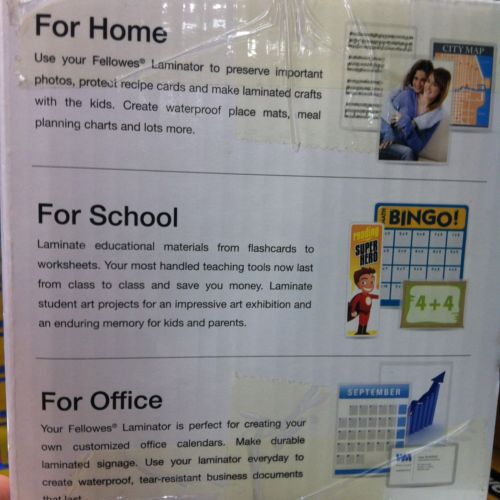 For Home
Use your Fellowes® Laminator to preserve important
photos, protect recipe cards and make laminated crafts
with the kids. Create waterproof place mats, meal
planning charts and lots more.
CITY MAP
For School
Laminate educational materials from flashcards to
worksheets. Your most handled teaching tools now last
from class to class and save you money. Laminate
student art projects for an impressive art exhibition and
an enduring memory for kids and parents.
MATH
BINGO!
reading
SUPER
HERO
4+4
For Office
Your Fellowes® Laminator is perfect for creating your
own customized office calendars. Make durable
laminated signage. Use your laminator everyday to
create waterproof, tear-resistant business documents
that last
SEPTEMBER